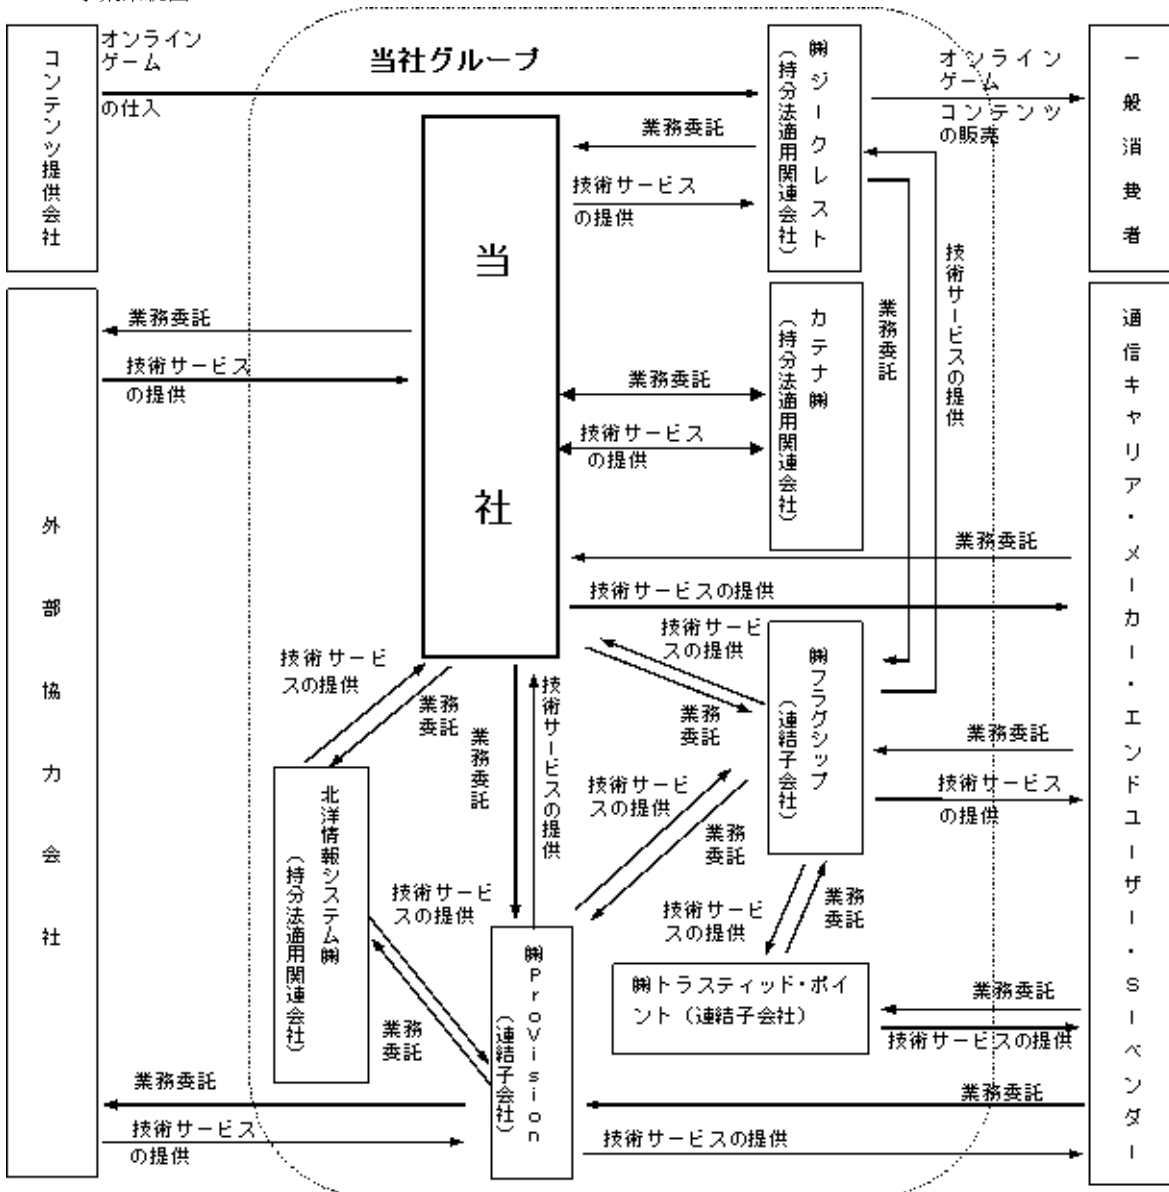 コンテンツ提供会社
オンライン
ゲーム
の仕入
当社グループ
㈱ジークレスト
(持分法適用関連会社)
オンライン
ゲーム
コンテンツ
の販売
一般消費者
業務委託
技術サービス
の提供
当社
外部協力会社
業務委託
技術サービス
の提供
カテナ㈱
(持分法適用関連会社)
業務委託
技術サービス
の提供
業務委託
技術サービスの提供
通信キャリア・メーカー・エンドユーザー・SIベンダー
業務委託
技術サービスの提供
㈱フラグシップ
(連結子会社)
技術サービ
スの提供
業務
委託
技術サービ
スの提供
業務
委託
業務委託
技術サービスの提供
業務委託
技術サービス
の提供
技術サービ
スの提供
業務
委託
北洋情報システム㈱
(持分法適用関連会社)
技術サービ
スの提供
業務
委託
技術サービ
スの提供
業務
委託
㈱ProVision
(連結子会社)
㈱トラスティッド・ポイ
ント(連結子会社)
業務委託
技術サービスの提供
業務委託
技術サービス
の提供
業務委託
技術サービスの提供